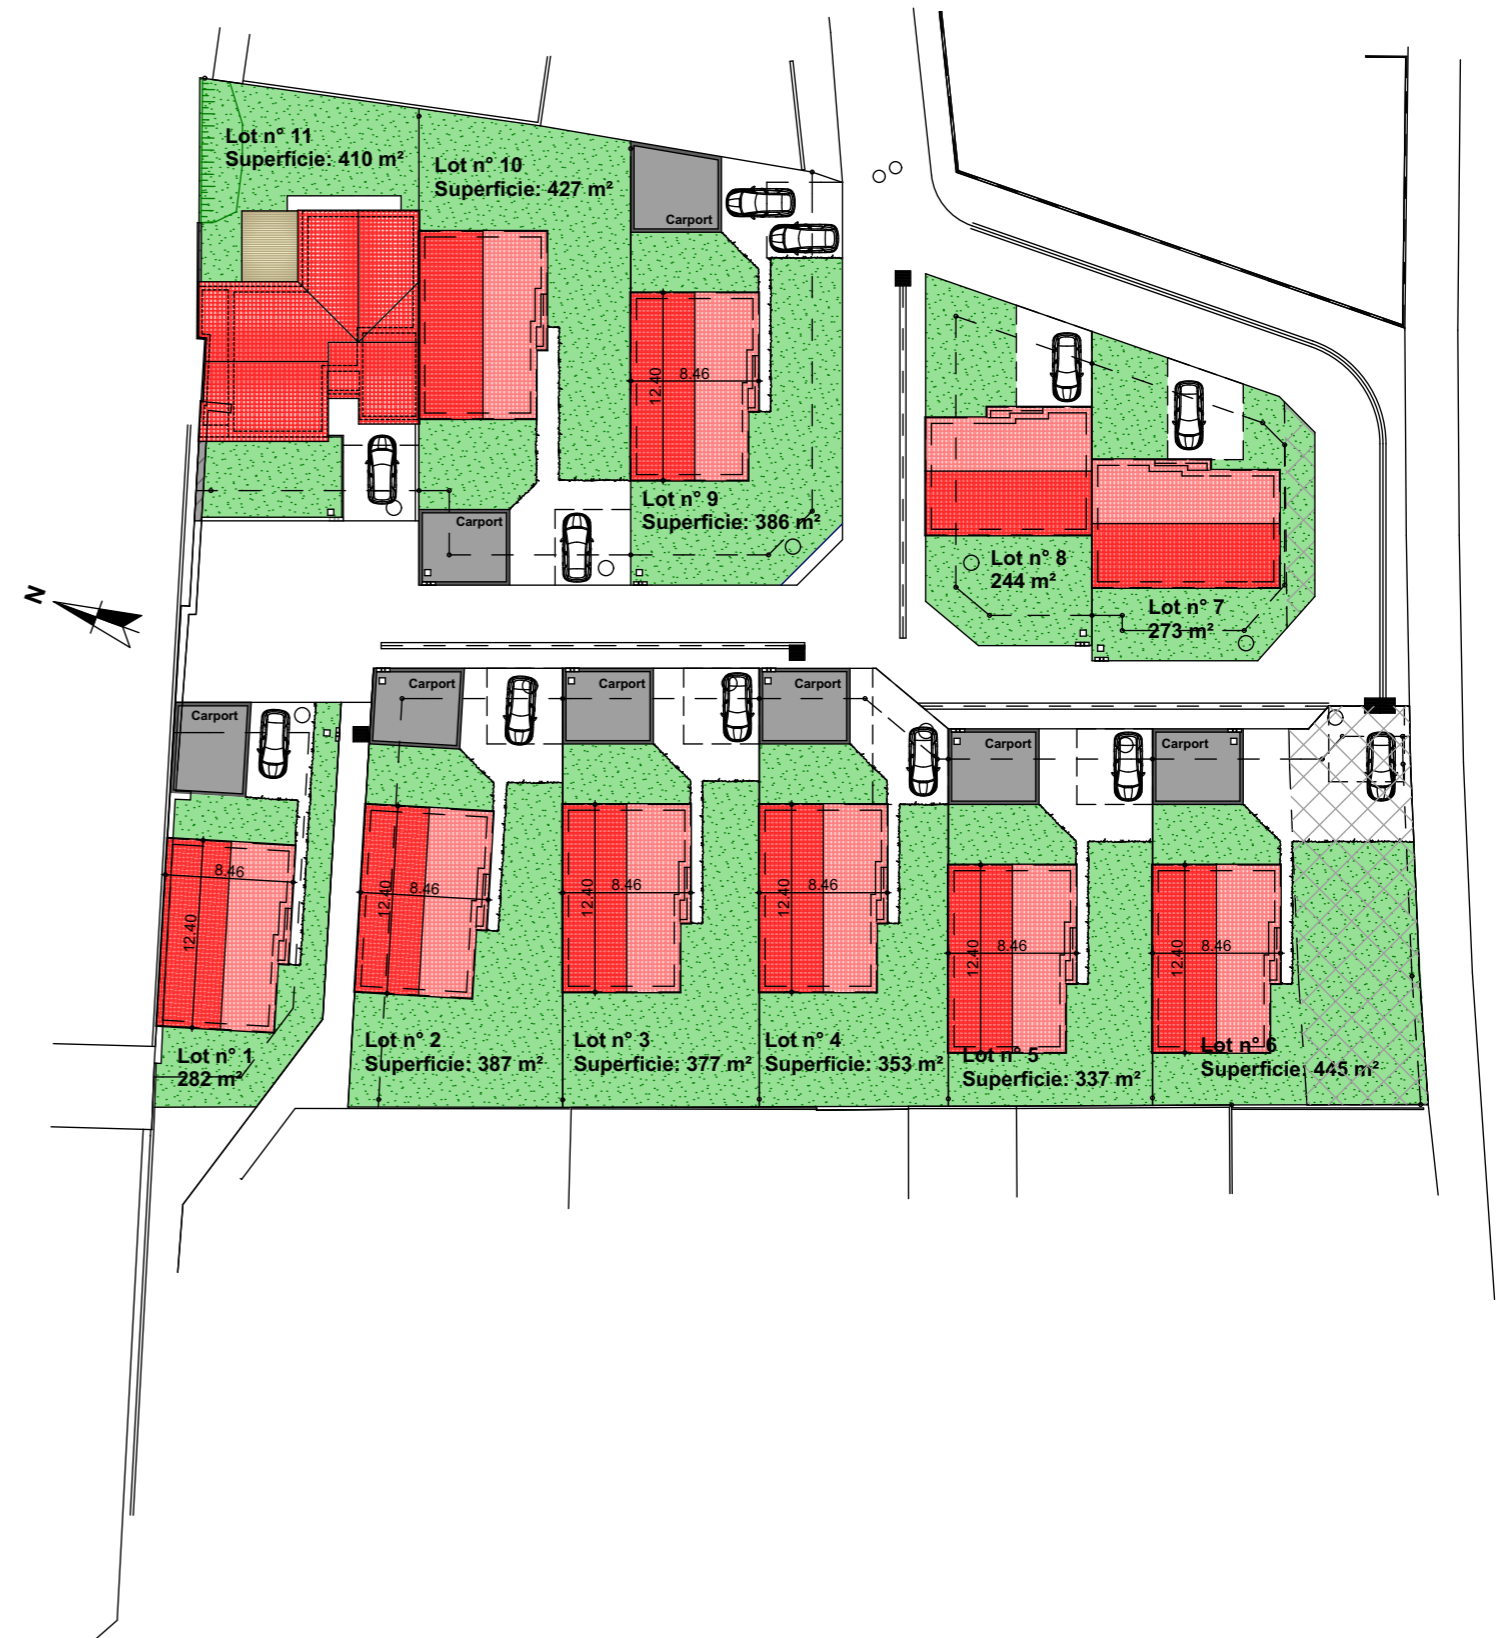 Lot n° 11
Superficie: 410 m²
Lot n° 10
Superficie: 427 m²
Carport
12.40
8.46
Lot n° 9
Superficie: 386 m²
Carport
Lot n° 8
244 m²
Lot n° 7
273 m²
N
Carport
Carport
Carport
Carport
Carport
Carport
8.46
12.40
8.46
12.40
8.46
12.40
8.46
12.40
8.46
12.40
8.46
12.40
Lot n° 1
282 m²
Lot n° 2
Superficie: 387 m²
Lot n° 3
Superficie: 377 m²
Lot n° 4
Superficie: 353 m²
Lot n° 5
Superficie: 337 m²
Lot n° 6
Superficie: 445 m²